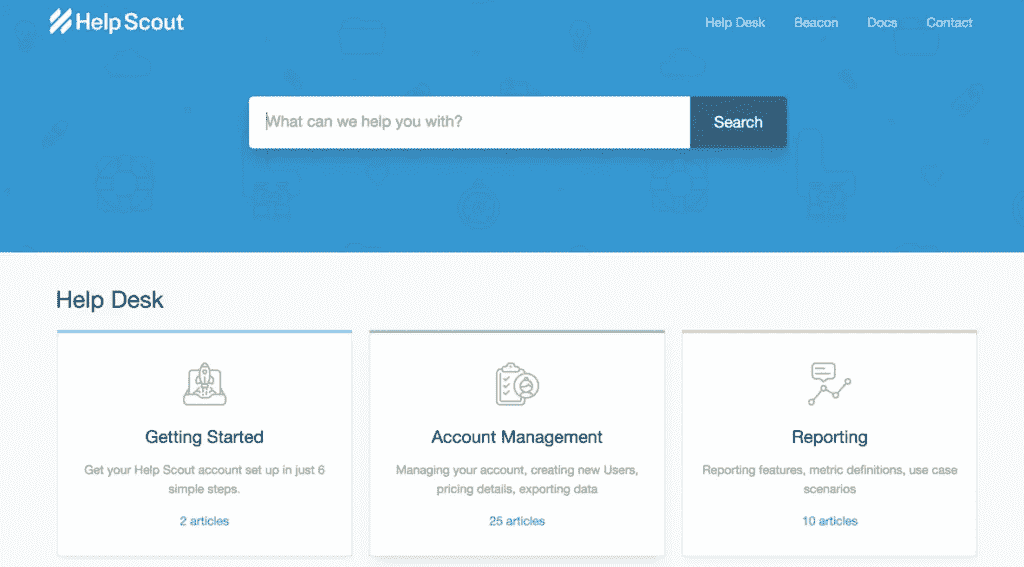 Help Scout
Help Desk Beacon Docs Contact
What can we help you with?
Search
Help Desk
Getting Started
Get your Help Scout account set up in just 6
simple steps.
2 articles
Account Management
Managing your account, creating new Users,
pricing details, exporting data
25 articles
Reporting
Reporting features, metric definitions, use case
scenarios
10 articles